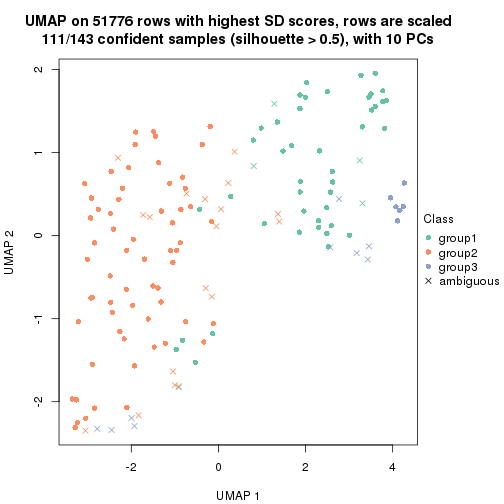 UMAP on 51776 rows with highest SD scores, rows are scaled
111/143 confident samples (silhouette > 0.5), with 10 PCs
2
1
0
-1
-2
UMAP 2
-2
0
2
4
UMAP 1
Class
group1
group2
group3
ambiguous